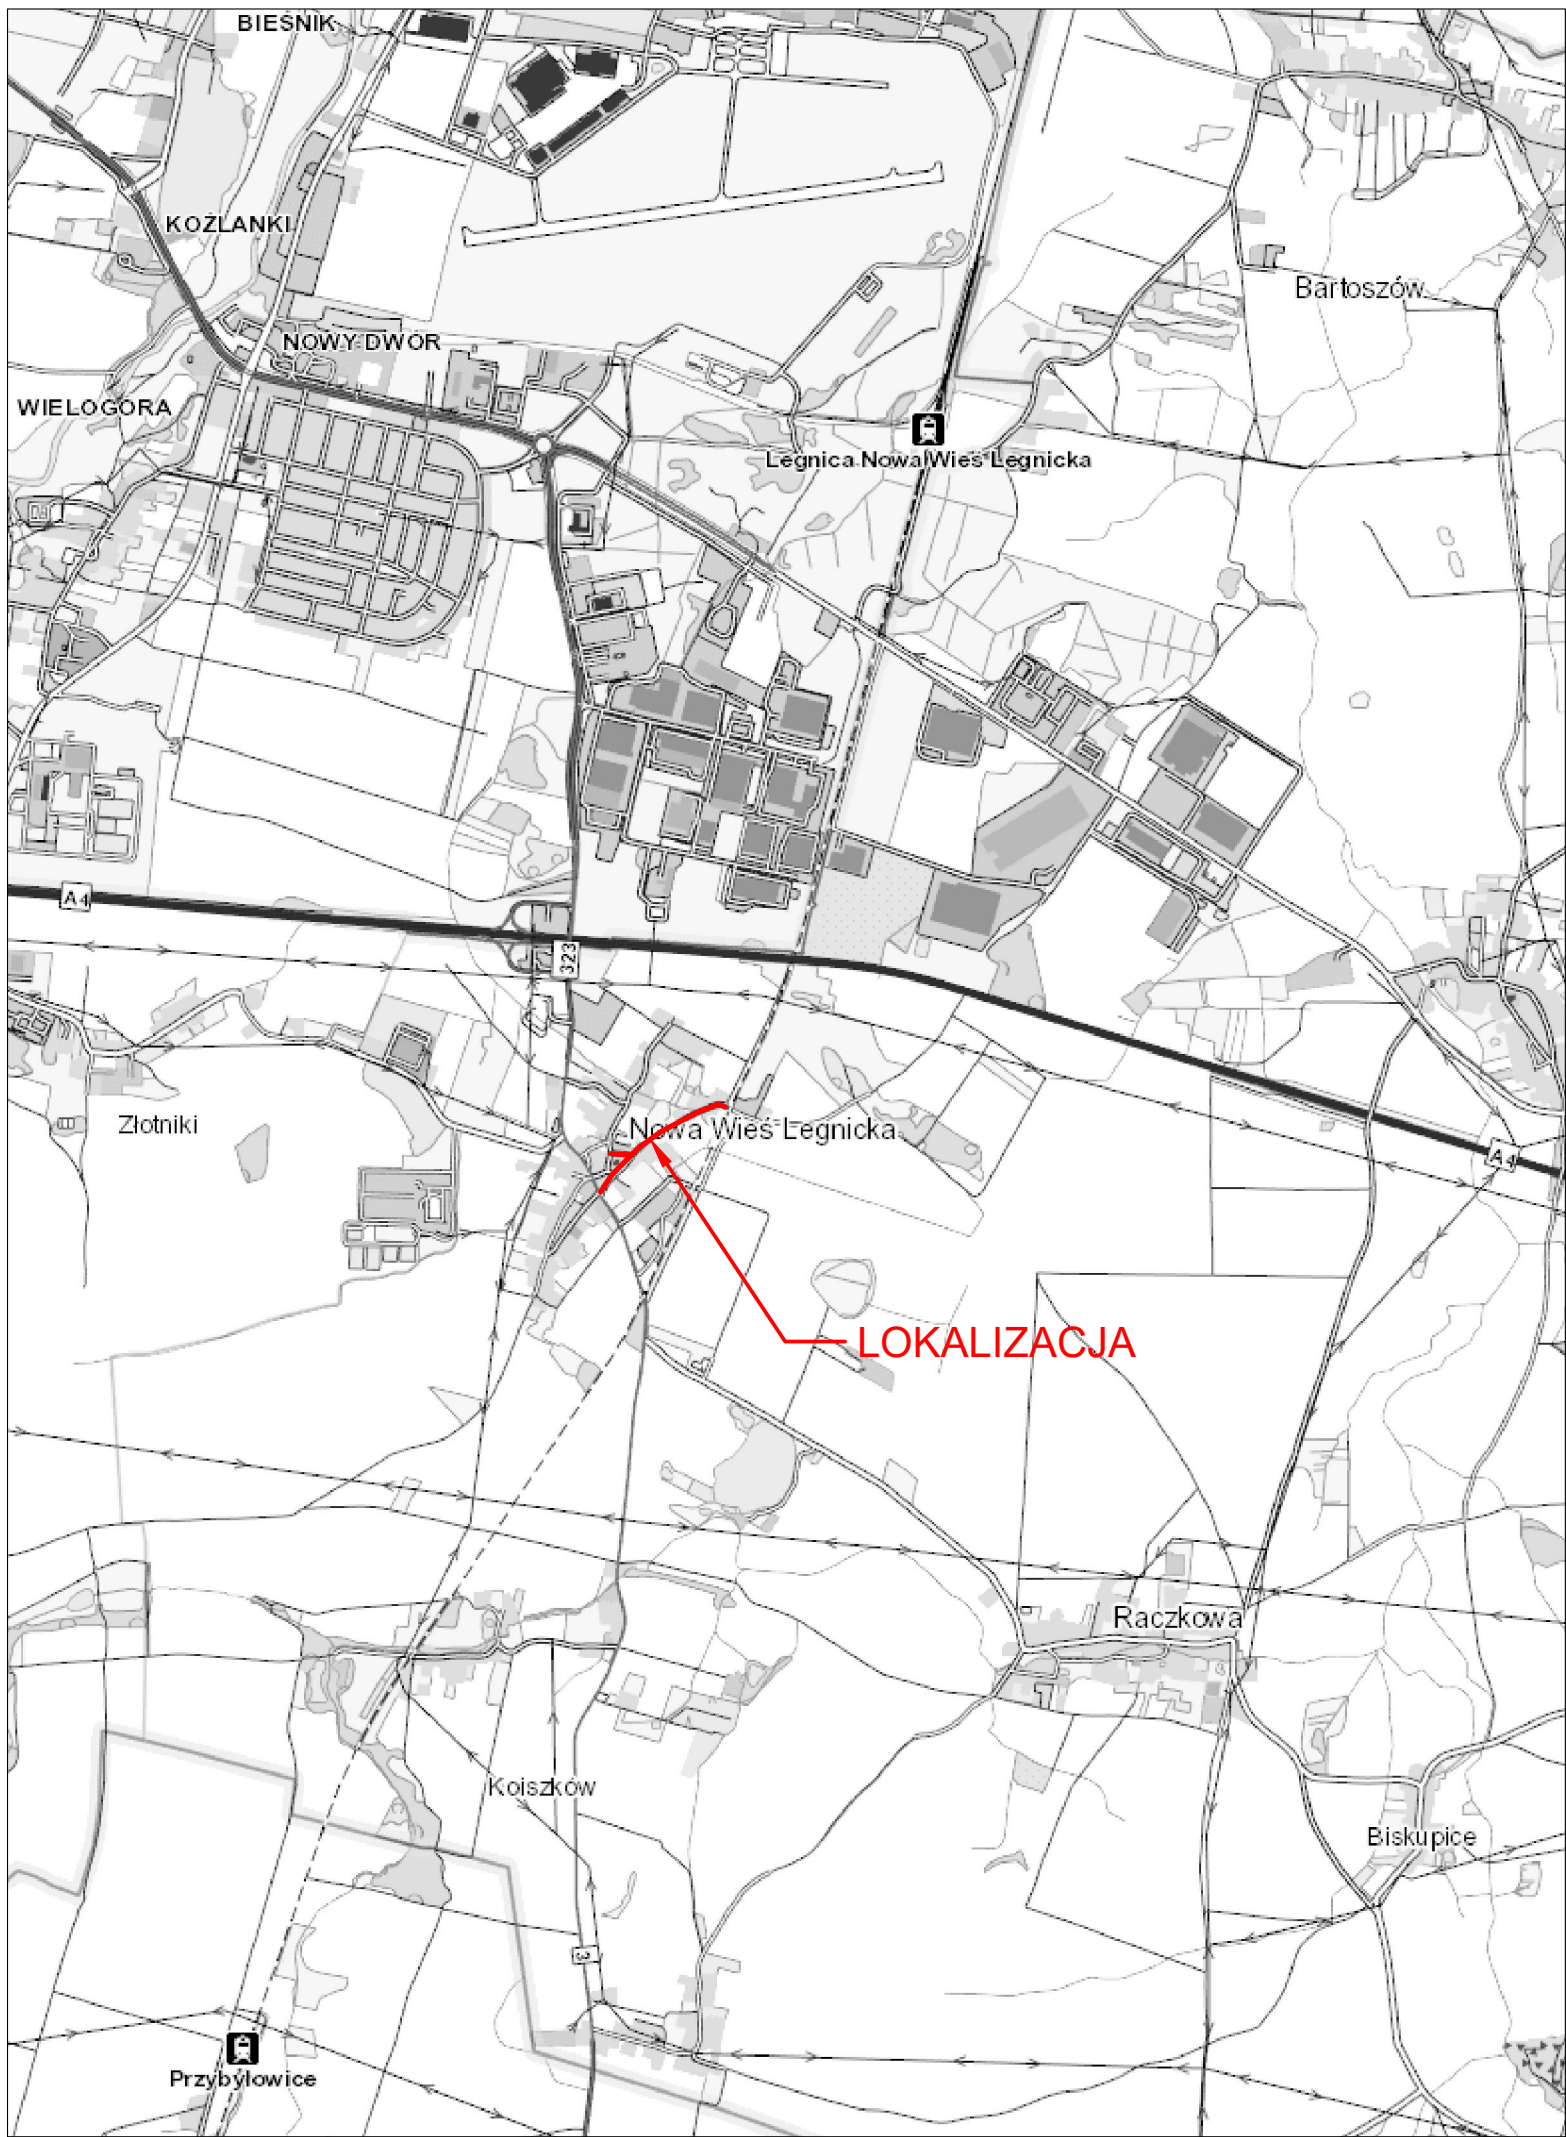 BIEŚNIK
KOŹLANKI
Bartoszów
NOWY DWÓR
WIELOGÓRA
Legnica Nowa Wieś Legnicka
A4
323
Złotniki
Nowa Wieś Legnicka
A4
LOKALIZACJA
Raczkowa
Koiszków
Biskupice
3
Przybyłowice